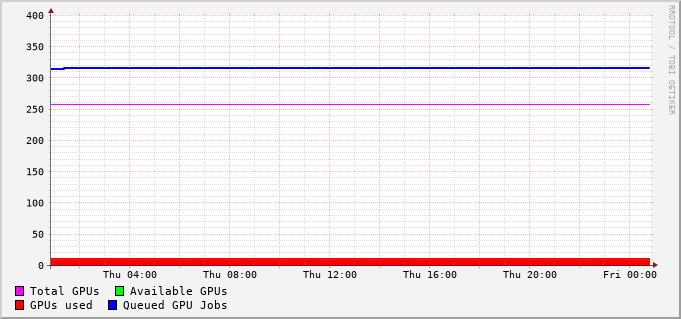 400
350
300
250
200
150
100
50
0
Thu 04:00 Thu 08:00 Thu 12:00 Thu 16:00 Thu 20:00 Fri 00:00
Total GPUs Available GPUs
GPUs used Queued GPU Jobs
RRDTOOL / TOBI OETIKER